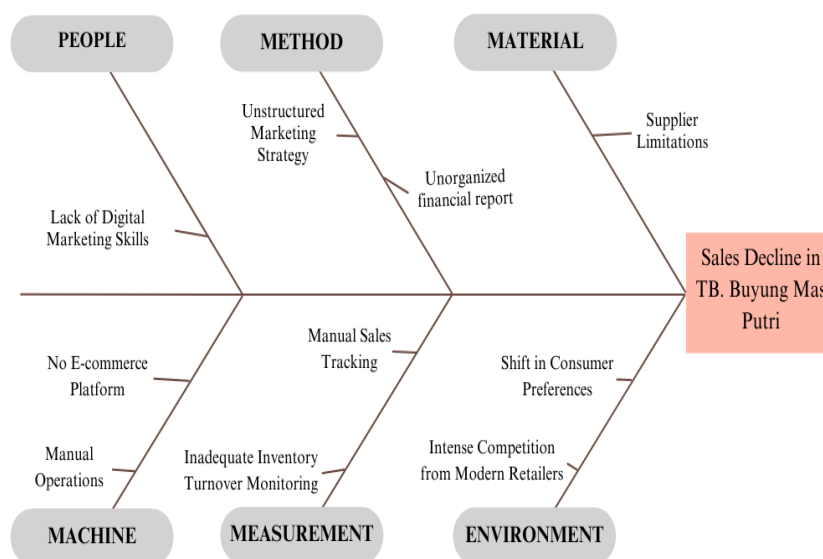 PEOPLE
METHOD
MATERIAL
Unstructured
Marketing
Strategy
Supplier
Limitations
Unorganized
financial report
Lack of Digital
Marketing Skills
Sales Decline in
TB. Buyung Mas
Putri
Manual Sales
Tracking
No E-commerce
Platform
Shift in Consumer
Preferences
Manual
Operations
Inadequate Inventory
Turnover Monitoring
Intense Competition
from Modern Retailers
MACHINE
MEASUREMENT
ENVIRONMENT